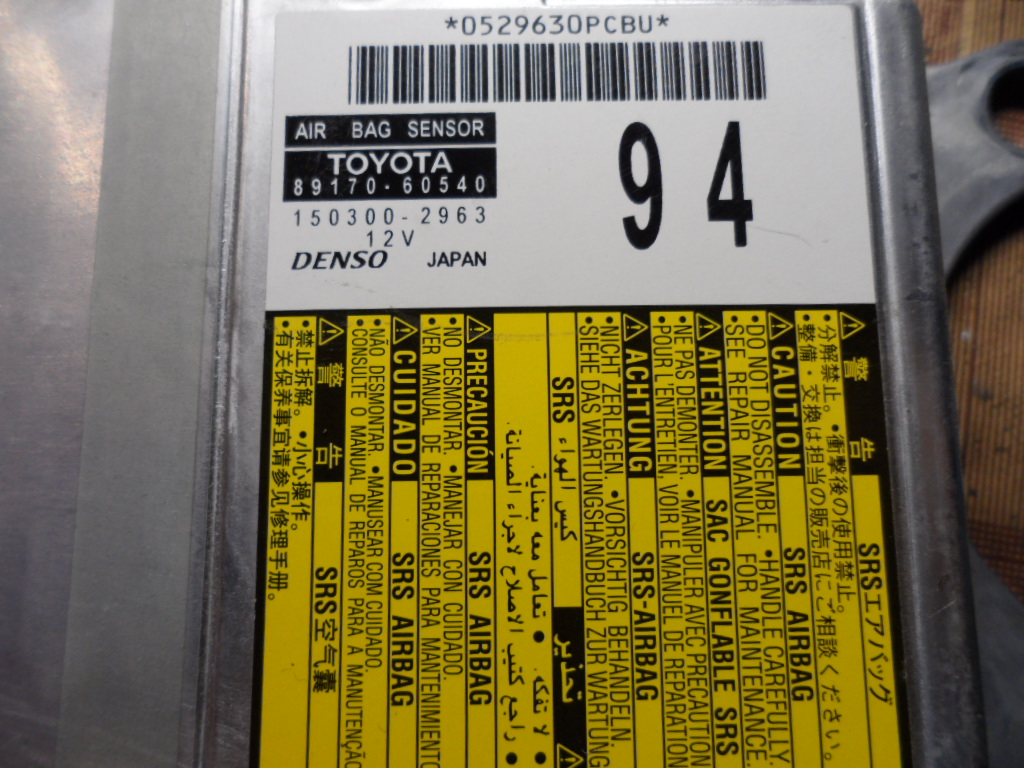 *0529630PCBU*
AIR BAG SENSOR
TOYOTA
89170-60540
150300-2963
12V
DENSO JAPAN
94
⚠警告 SRSエアバッグ
分解禁止。•衝撃後の使用禁止。
•整備・交換は担当の販売店にご相談ください。
⚠CAUTION SRS AIRBAG
•DO NOT DISASSEMBLE. •HANDLE CAREFULLY.
•SEE REPAIR MANUAL FOR MAINTENANCE.
⚠ATTENTION SAC GONFLABLE SRS
•NE PAS DEMONTER. •MANIPULER AVEC PRECAUTION
•POUR L'ENTRETIEN, VOIR LE MANUEL DE REPARATION
⚠ACHTUNG SRS-AIRBAG
•NICHT ZERLEGEN. •VORSICHTIG BEHANDELN.
•SIEHE DAS WARTUNGSHANDBUCH ZUR WARTUNG
⚠ تحذير كيس الهواء SRS
• لا تفكه. • تعامل معه بعناية.
• راجع كتيب الاصلاح لاجراء الصيانة.
⚠PRECAUCIÓN SRS AIRBAG
•NO DESMONTAR. •MANEJAR CON CUIDADO.
•VER MANUAL DE REPARACIONES PARA MANTENIMIENTO
⚠CUIDADO SRS AIRBAG
•NÃO DESMONTAR. •MANUSEAR COM CUIDADO.
•CONSULTE O MANUAL DE REPAROS PARA A MANUTENÇÃO
⚠警告 SRS空气囊
•禁止拆解。•小心操作。
•有关保养事宜请参见修理手册。